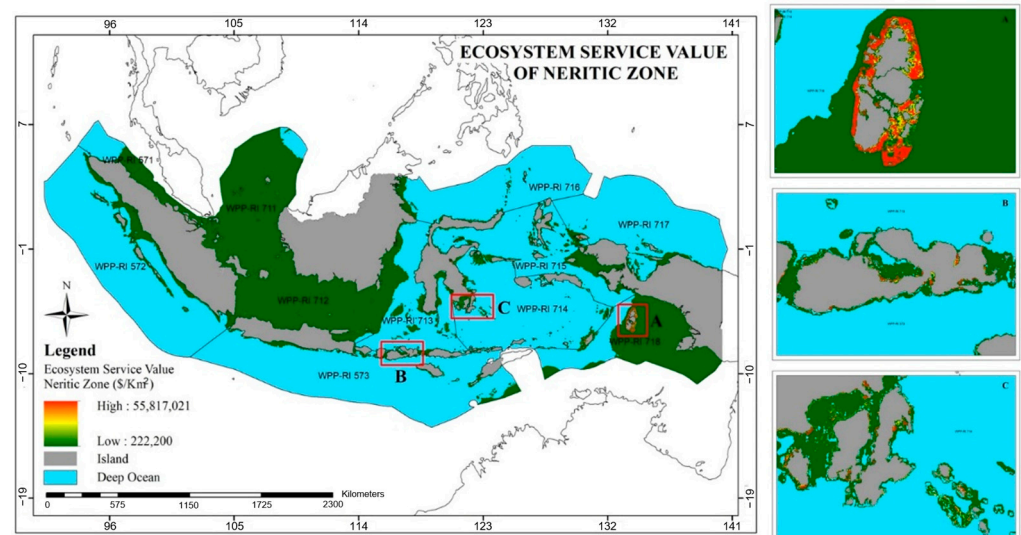 96 105 114 123 132 141
ECOSYSTEM SERVICE VALUE
OF NERITIC ZONE
7
-1
-10
-19
7
-1
-10
-19
WPP-RI 571
WPP-RI 711
WPP-RI 716
WPP-RI 717
WPP-RI 572
WPP-RI 715
WPP-RI 712
WPP-RI 713
WPP-RI 714
WPP-RI 718
WPP-RI 573
A
B
C
N
Legend
Ecosystem Service Value
Neritic Zone ($/Km²)
High : 55,817,021
Low : 222,200
Island
Deep Ocean
Kilometers
0 575 1150 1725 2300
96 105 114 123 132 141
A
B
C